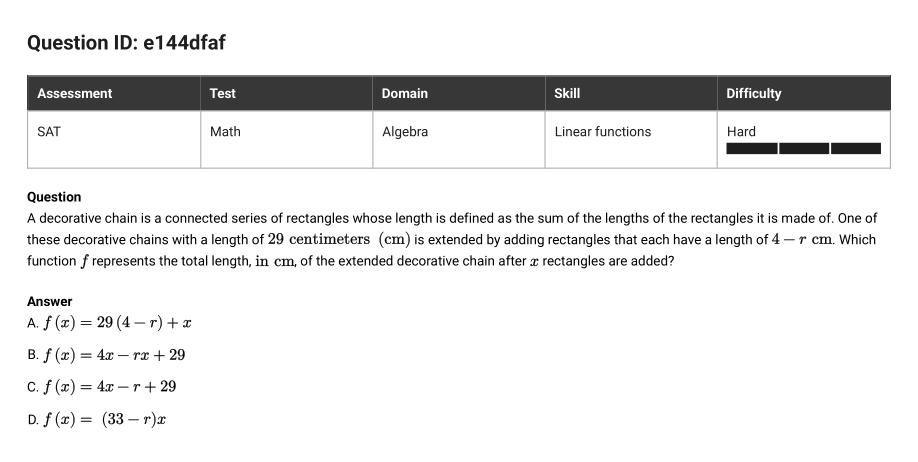 Question ID: e144dfaf
Assessment Test Domain Skill Difficulty
SAT Math Algebra Linear functions Hard
Question
A decorative chain is a connected series of rectangles whose length is defined as the sum of the lengths of the rectangles it is made of. One of
these decorative chains with a length of 29 centimeters (cm) is extended by adding rectangles that each have a length of 4 − r cm. Which
function f represents the total length, in cm, of the extended decorative chain after x rectangles are added?
Answer
A. f (x) = 29 (4 − r) + x
B. f (x) = 4x − rx + 29
C. f (x) = 4x − r + 29
D. f (x) = (33 − r)x